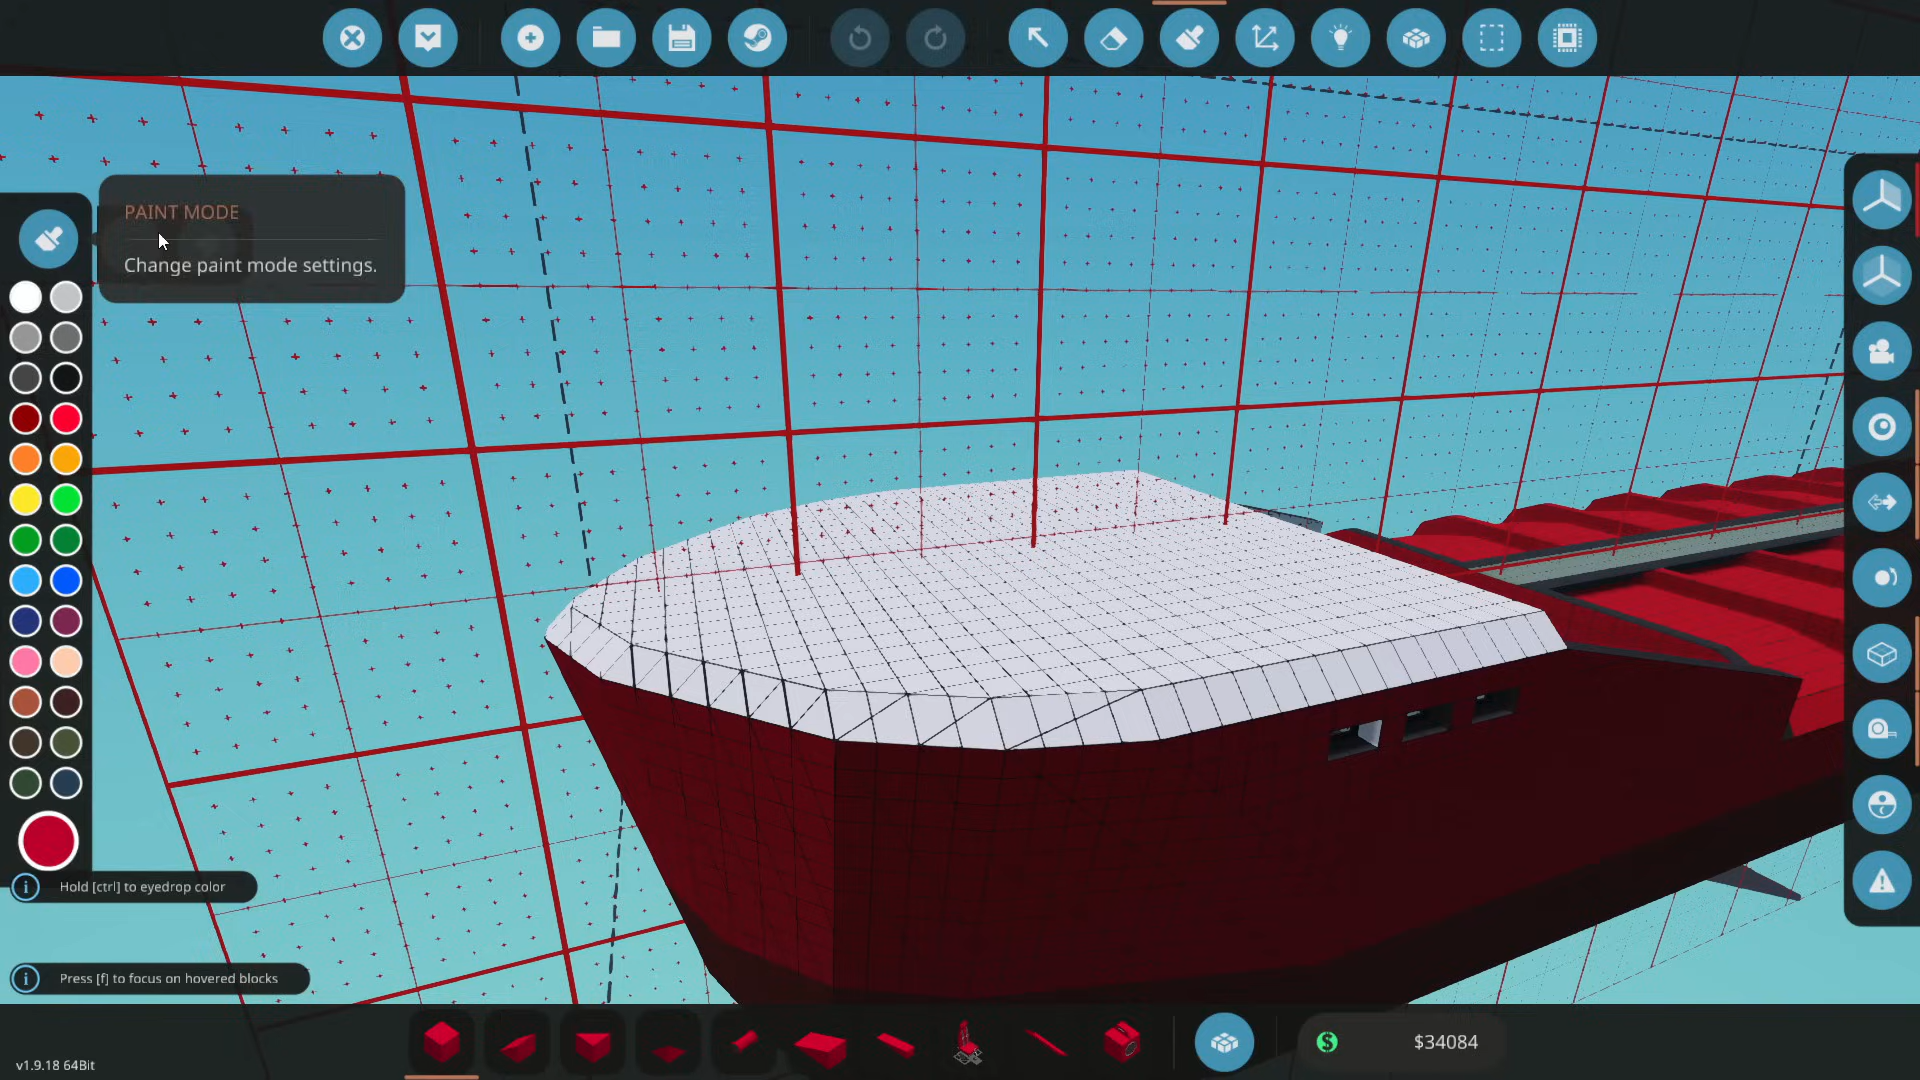 PAINT MODE
Change paint mode settings.
Hold [ctrl] to eyedrop color
Press [f] to focus on hovered blocks
$34084
v1.9.18 64Bit